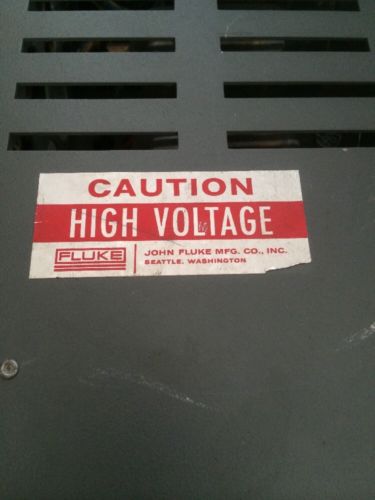 CAUTION
HIGH VOLTAGE
FLUKE
JOHN FLUKE MFG. CO., INC.
SEATTLE, WASHINGTON